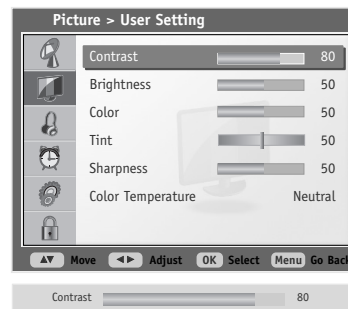 Picture > User Setting
Contrast 80
Brightness 50
Color 50
Tint 50
Sharpness 50
Color Temperature Neutral
▲▼ Move ◀▶ Adjust OK Select Menu Go Back
Contrast 80